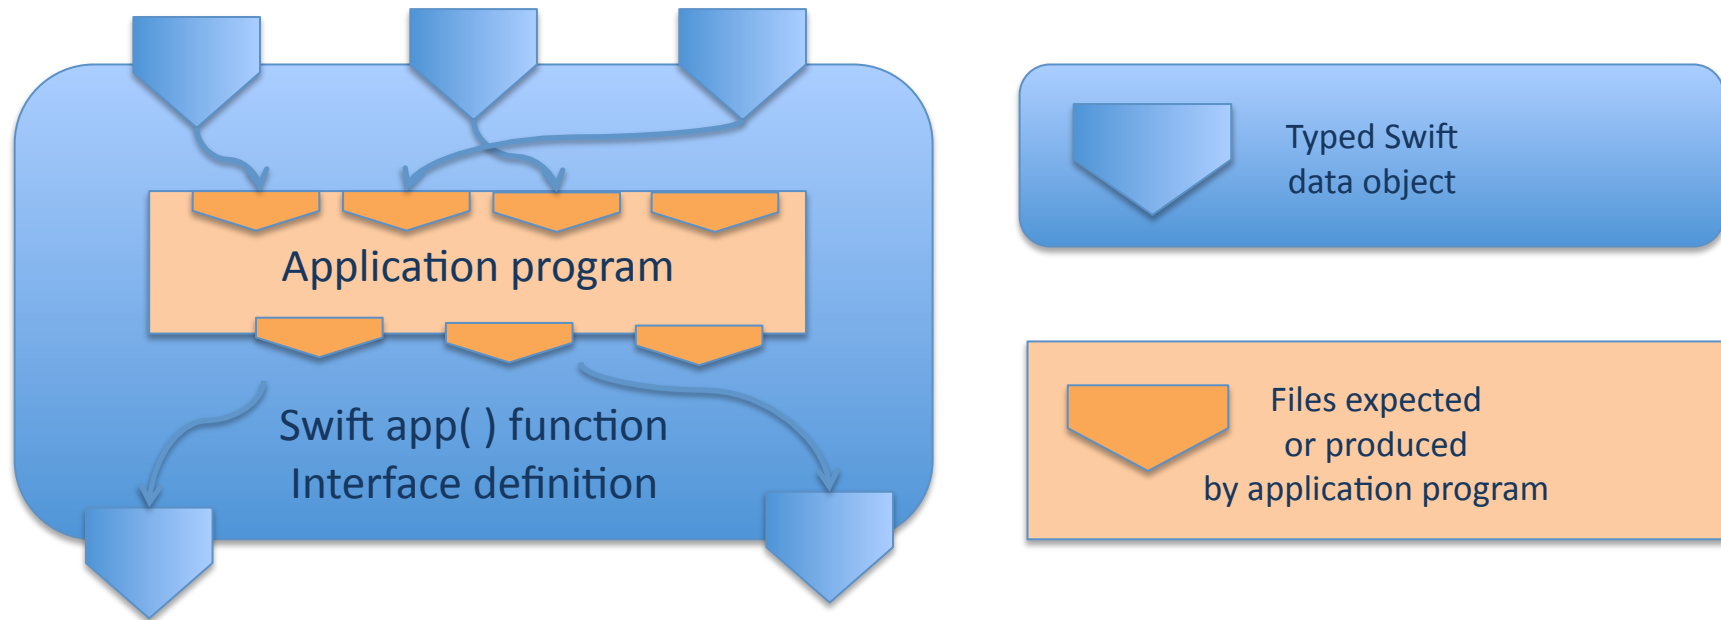 Application program
Swift app( ) function
Interface definition
Typed Swift
data object
Files expected
or produced
by application program